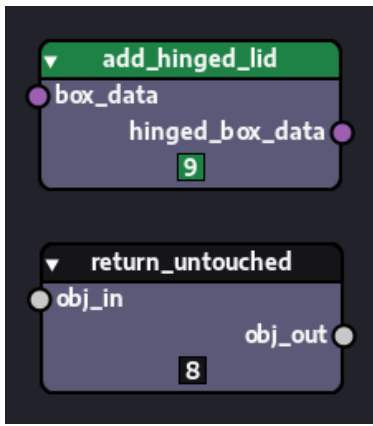 add_hinged_lid
box_data
hinged_box_data
9
return_untouched
obj_in
obj_out
8